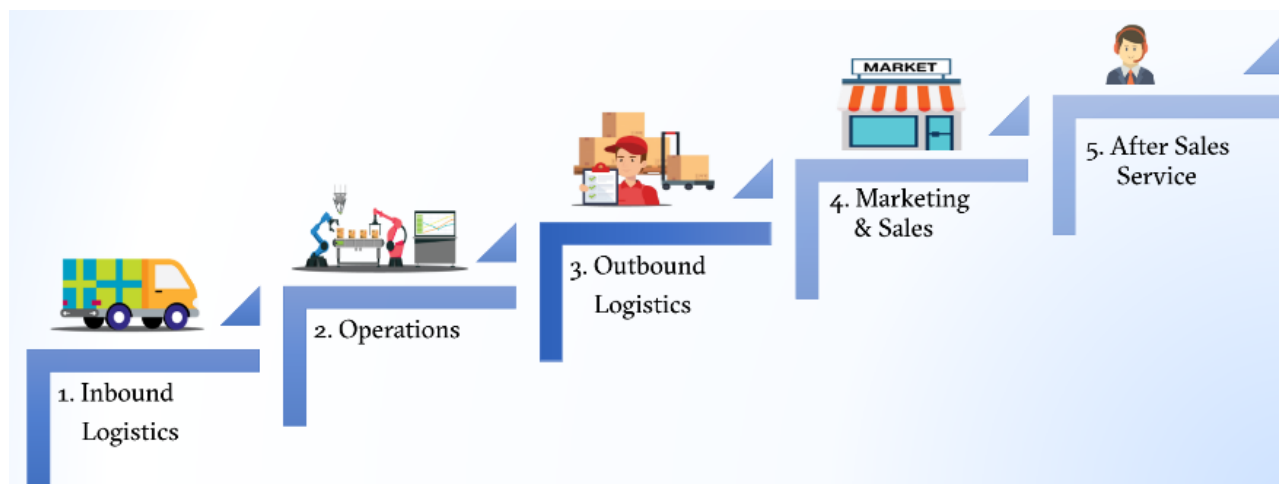 1. Inbound
Logistics
2. Operations
3. Outbound
Logistics
MARKET
4. Marketing
& Sales
5. After Sales
Service